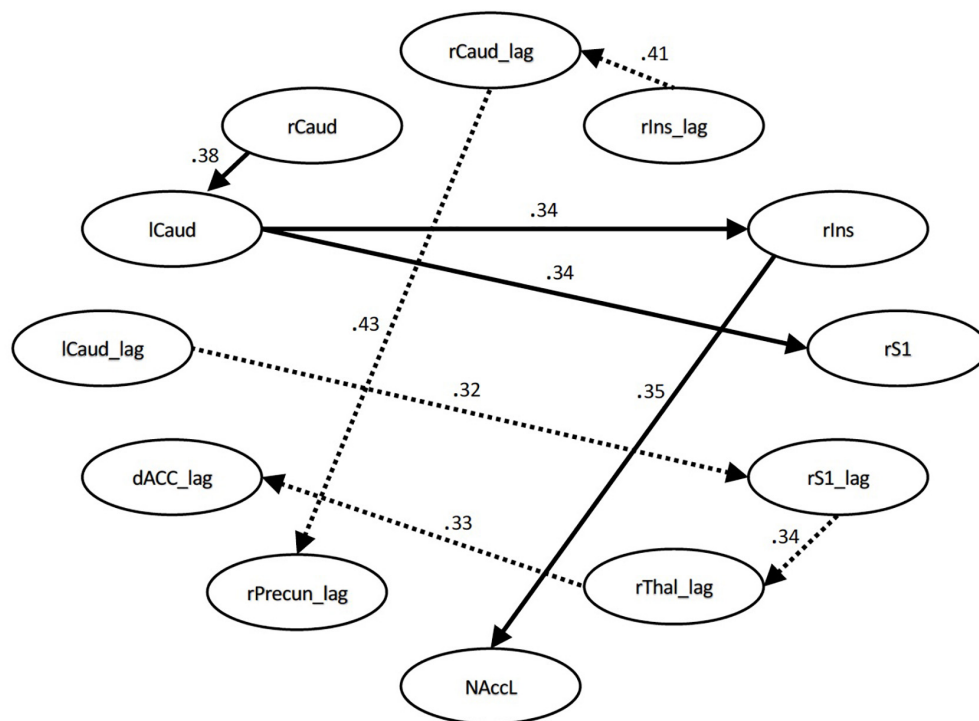 rCaud_lag
.41
rCaud
rIns_lag
.38
lCaud
.34
rIns
.34
.43
lCaud_lag
rS1
.32
.35
dACC_lag
rS1_lag
.33
.34
rPrecun_lag
rThal_lag
NAccL